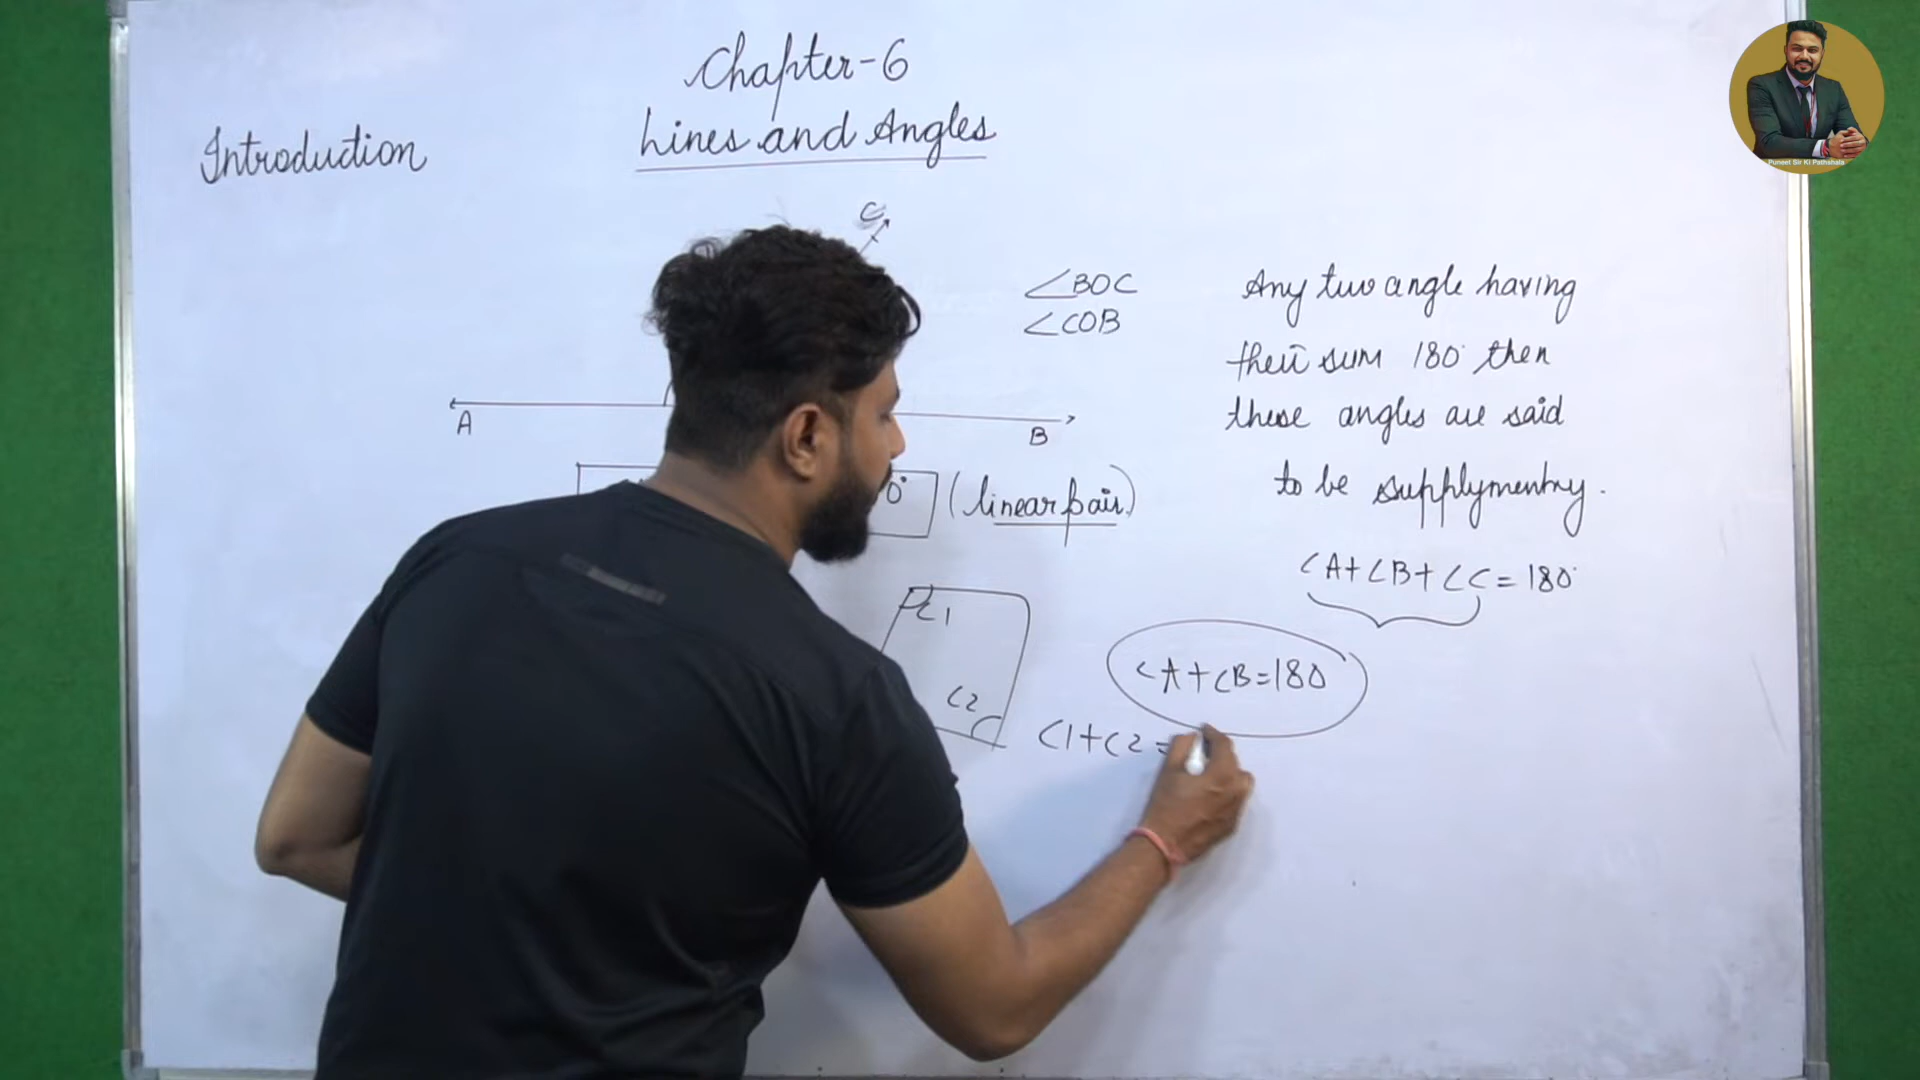 Chapter-6
Lines and Angles
Introduction
C
∠BOC
∠COB
A
B
0° (linear pair)
Any two angle having
their sum 180° then
these angles are said
to be supplymentry.
∠A+∠B+∠C=180°
∠1
∠A+∠B=180
∠2
∠1+∠2=
Puneet Sir Ki Pathshala